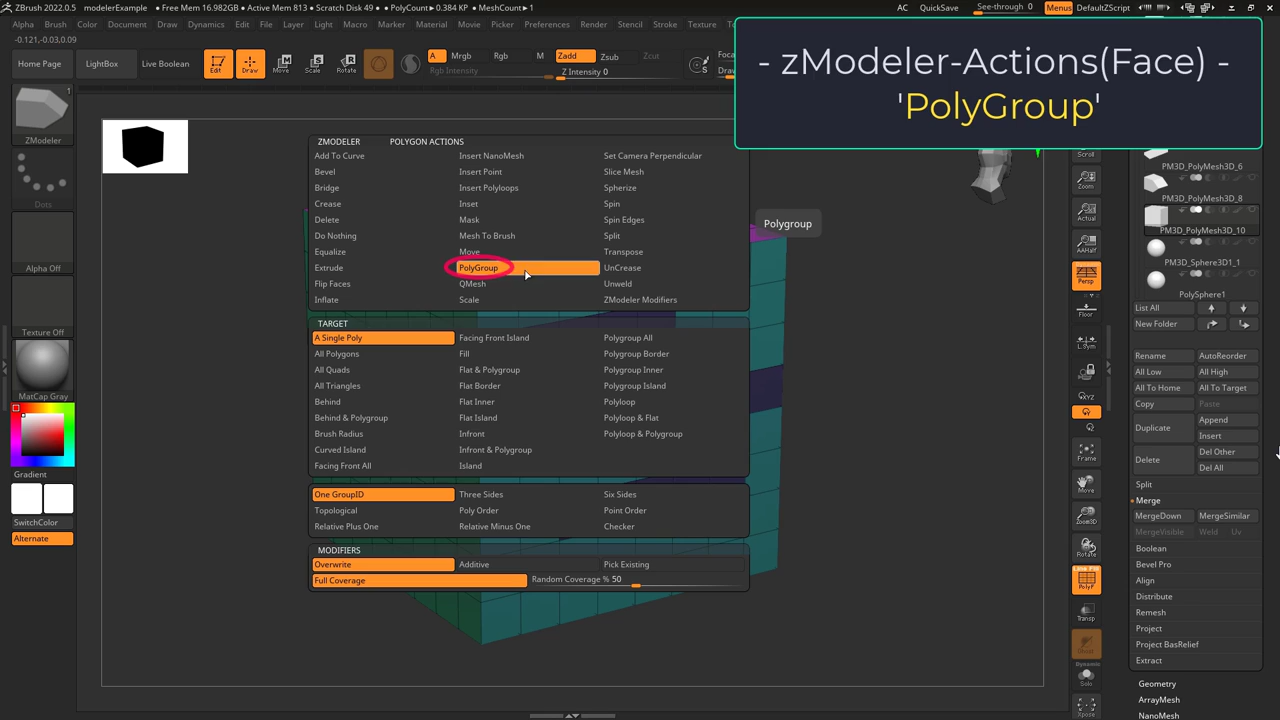 ZBrush 2022.0.5 modelerExample • Free Mem 16.982GB • Active Mem 813 • Scratch Disk 49 • PolyCount▸0.384 KP • MeshCount▸1 AC QuickSave See-through 0 Menus DefaultZScript
Alpha Brush Color Document Draw Dynamics Edit File Layer Light Macro Marker Material Movie Picker Preferences Render Stencil Stroke Texture
-0.121,-0.03,0.09
Home Page LightBox Live Boolean Edit Draw Move Scale Rotate A Mrgb Rgb M Zadd Zsub Zcut
Rgb Intensity Z Intensity 0
- zModeler-Actions(Face) -
'PolyGroup'
1
ZModeler
Dots
Alpha Off
Texture Off
MatCap Gray
Gradient
SwitchColor
Alternate
ZMODELER POLYGON ACTIONS
Add To Curve Insert NanoMesh Set Camera Perpendicular
Bevel Insert Point Slice Mesh
Bridge Insert Polyloops Spherize
Crease Inset Spin
Delete Mask Spin Edges
Do Nothing Mesh To Brush Split
Equalize Move Transpose
Extrude PolyGroup UnCrease
Flip Faces QMesh Unweld
Inflate Scale ZModeler Modifiers
Polygroup
TARGET
A Single Poly Facing Front Island Polygroup All
All Polygons Fill Polygroup Border
All Quads Flat & Polygroup Polygroup Inner
All Triangles Flat Border Polygroup Island
Behind Flat Inner Polyloop
Behind & Polygroup Flat Island Polyloop & Flat
Brush Radius Infront Polyloop & Polygroup
Curved Island Infront & Polygroup
Facing Front All Island
One GroupID Three Sides Six Sides
Topological Poly Order Point Order
Relative Plus One Relative Minus One Checker
MODIFIERS
Overwrite Additive Pick Existing
Full Coverage Random Coverage % 50
Scroll
Zoom
Actual
AAHalf
Persp
Floor
L.Sym
Frame
Move
Zoom3D
Rotate
Line Fill
PolyF
Transp
Dynamic
Solo
Xpose
PM3D_PolyMesh3D_6
PM3D_PolyMesh3D_8
PM3D_PolyMesh3D_10
PM3D_Sphere3D1_1
PolySphere1
List All
New Folder
Rename AutoReorder
All Low All High
All To Home All To Target
Copy Paste
Duplicate Append
Insert
Delete Del Other
Del All
Split
Merge
MergeDown MergeSimilar
MergeVisible Weld Uv
Boolean
Bevel Pro
Align
Distribute
Remesh
Project
Project BasRelief
Extract
Geometry
ArrayMesh
NanoMesh